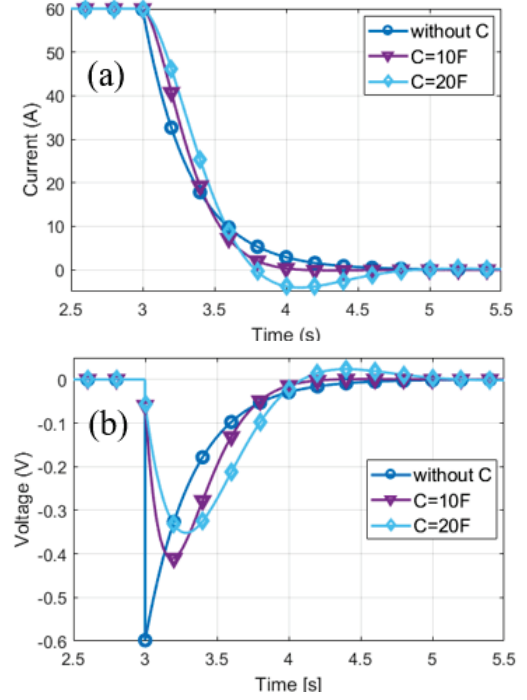 60
50
40
30
20
10
0
Current (A)
(a)
without C
C=10F
C=20F
2.5 3 3.5 4 4.5 5 5.5
Time (s)
0
-0.1
-0.2
-0.3
-0.4
-0.5
-0.6
Voltage (V)
(b)
without C
C=10F
C=20F
2.5 3 3.5 4 4.5 5 5.5
Time [s]